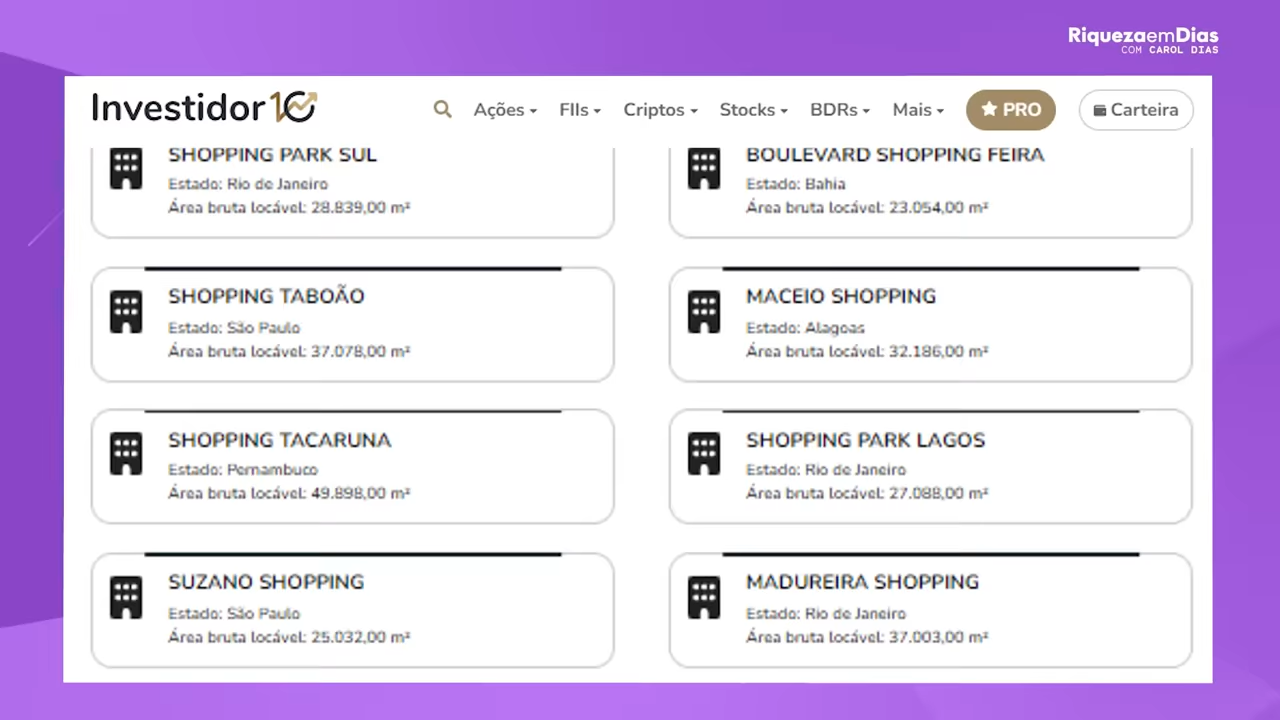 RiquezaemDias
COM CAROL DIAS
Investidor 10
Ações
FIIs
Criptos
Stocks
BDRs
Mais
PRO
Carteira
SHOPPING PARK SUL
Estado: Rio de Janeiro
Área bruta locável: 28.839,00 m²
BOULEVARD SHOPPING FEIRA
Estado: Bahia
Área bruta locável: 23.054,00 m²
SHOPPING TABOÃO
Estado: São Paulo
Área bruta locável: 37.078,00 m²
MACEIO SHOPPING
Estado: Alagoas
Área bruta locável: 32.186,00 m²
SHOPPING TACARUNA
Estado: Pernambuco
Área bruta locável: 49.898,00 m²
SHOPPING PARK LAGOS
Estado: Rio de Janeiro
Área bruta locável: 27.088,00 m²
SUZANO SHOPPING
Estado: São Paulo
Área bruta locável: 25.032,00 m²
MADUREIRA SHOPPING
Estado: Rio de Janeiro
Área bruta locável: 37.003,00 m²